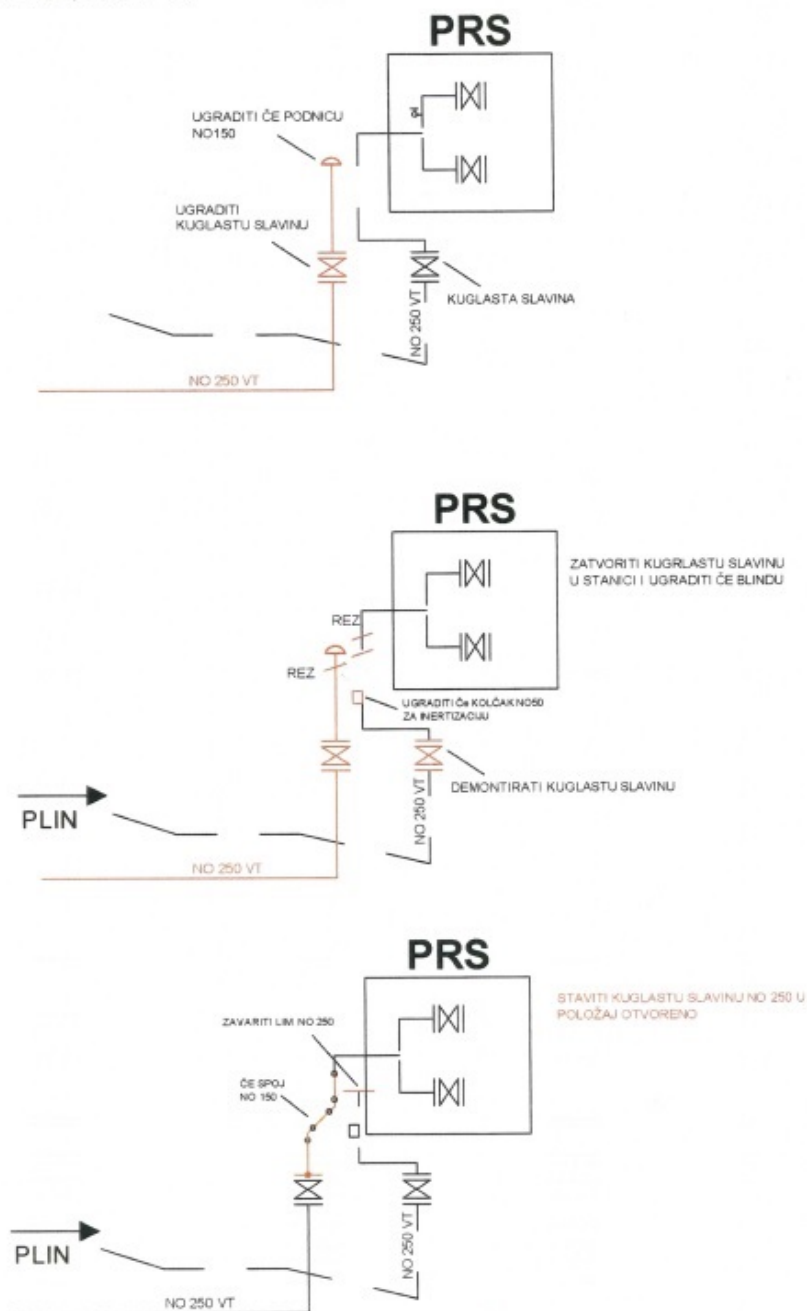 PRS
UGRADITI ČE PODNICU
NO150
UGRADITI
KUGLASTU SLAVINU
KUGLASTA SLAVINA
NO 250 VT
NO 250 VT
PRS
ZATVORITI KUGRLASTU SLAVINU
U STANICI I UGRADITI ČE BLINDU
REZ
REZ
UGRADITI Če KOLČAK NO50
ZA INERTIZACIJU
DEMONTIRATI KUGLASTU SLAVINU
NO 250 VT
PLIN
NO 250 VT
PRS
STAVITI KUGLASTU SLAVINU NO 250 U
POLOŽAJ OTVORENO
ZAVARITI LIM NO 250
ČE SPOJ
NO 150
NO 250 VT
PLIN
NO 250 VT